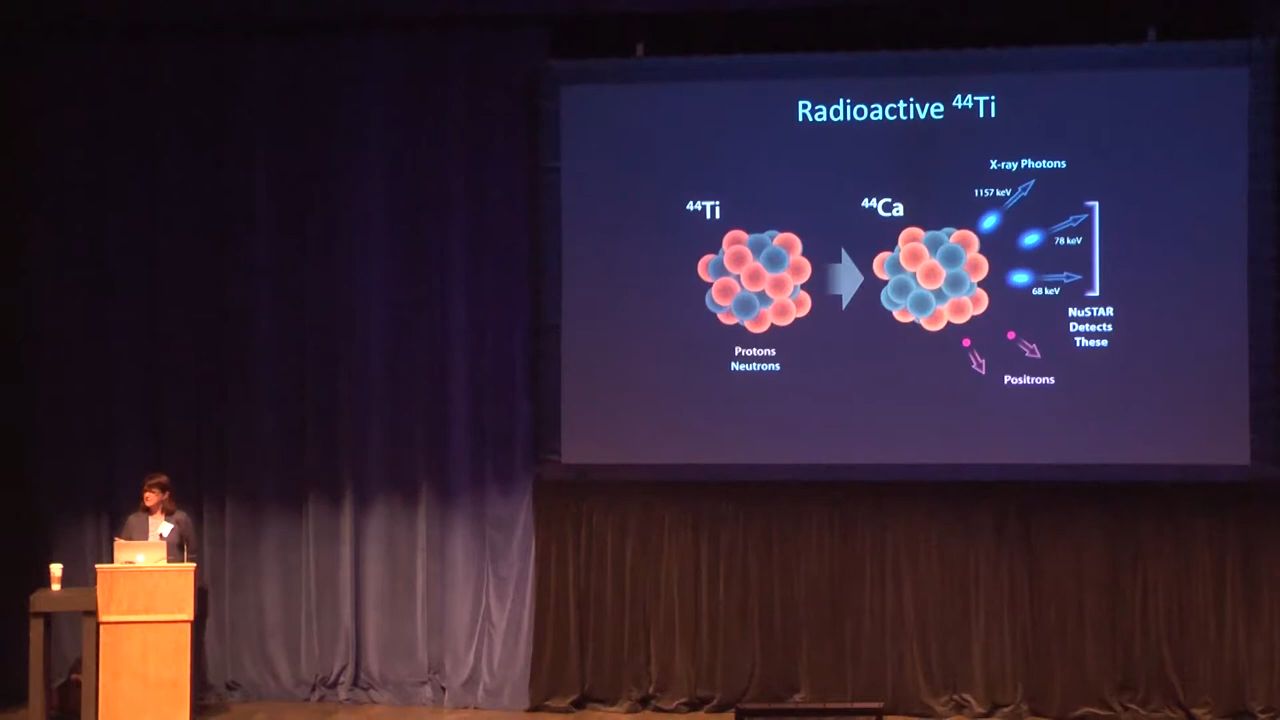 Radioactive ⁴⁴Ti
X-ray Photons
1157 keV
⁴⁴Ti
⁴⁴Ca
78 keV
68 keV
NuSTAR
Detects
These
Protons
Neutrons
Positrons